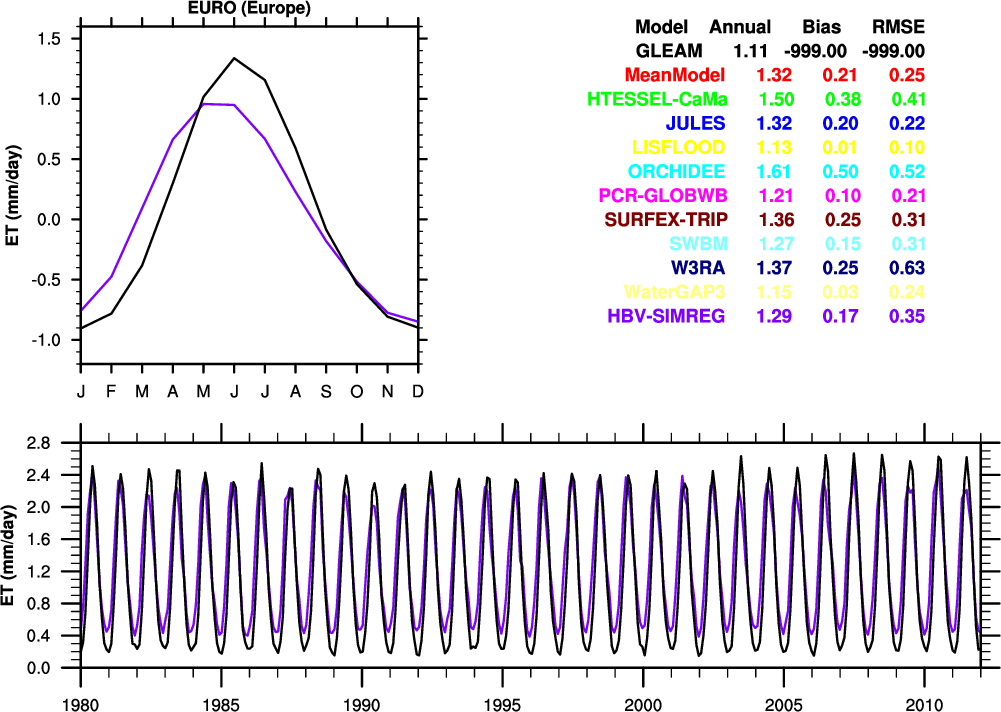 EURO (Europe)
Model Annual Bias RMSE
GLEAM 1.11 -999.00 -999.00
MeanModel 1.32 0.21 0.25
HTESSEL-CaMa 1.50 0.38 0.41
JULES 1.32 0.20 0.22
LISFLOOD 1.13 0.01 0.10
ORCHIDEE 1.61 0.50 0.52
PCR-GLOBWB 1.21 0.10 0.21
SURFEX-TRIP 1.36 0.25 0.31
SWBM 1.27 0.15 0.31
W3RA 1.37 0.25 0.63
WaterGAP3 1.15 0.03 0.24
HBV-SIMREG 1.29 0.17 0.35
ET (mm/day)
1.5
1.0
0.5
0.0
-0.5
-1.0
J F M A M J J A S O N D
ET (mm/day)
2.8
2.4
2.0
1.6
1.2
0.8
0.4
0.0
1980 1985 1990 1995 2000 2005 2010